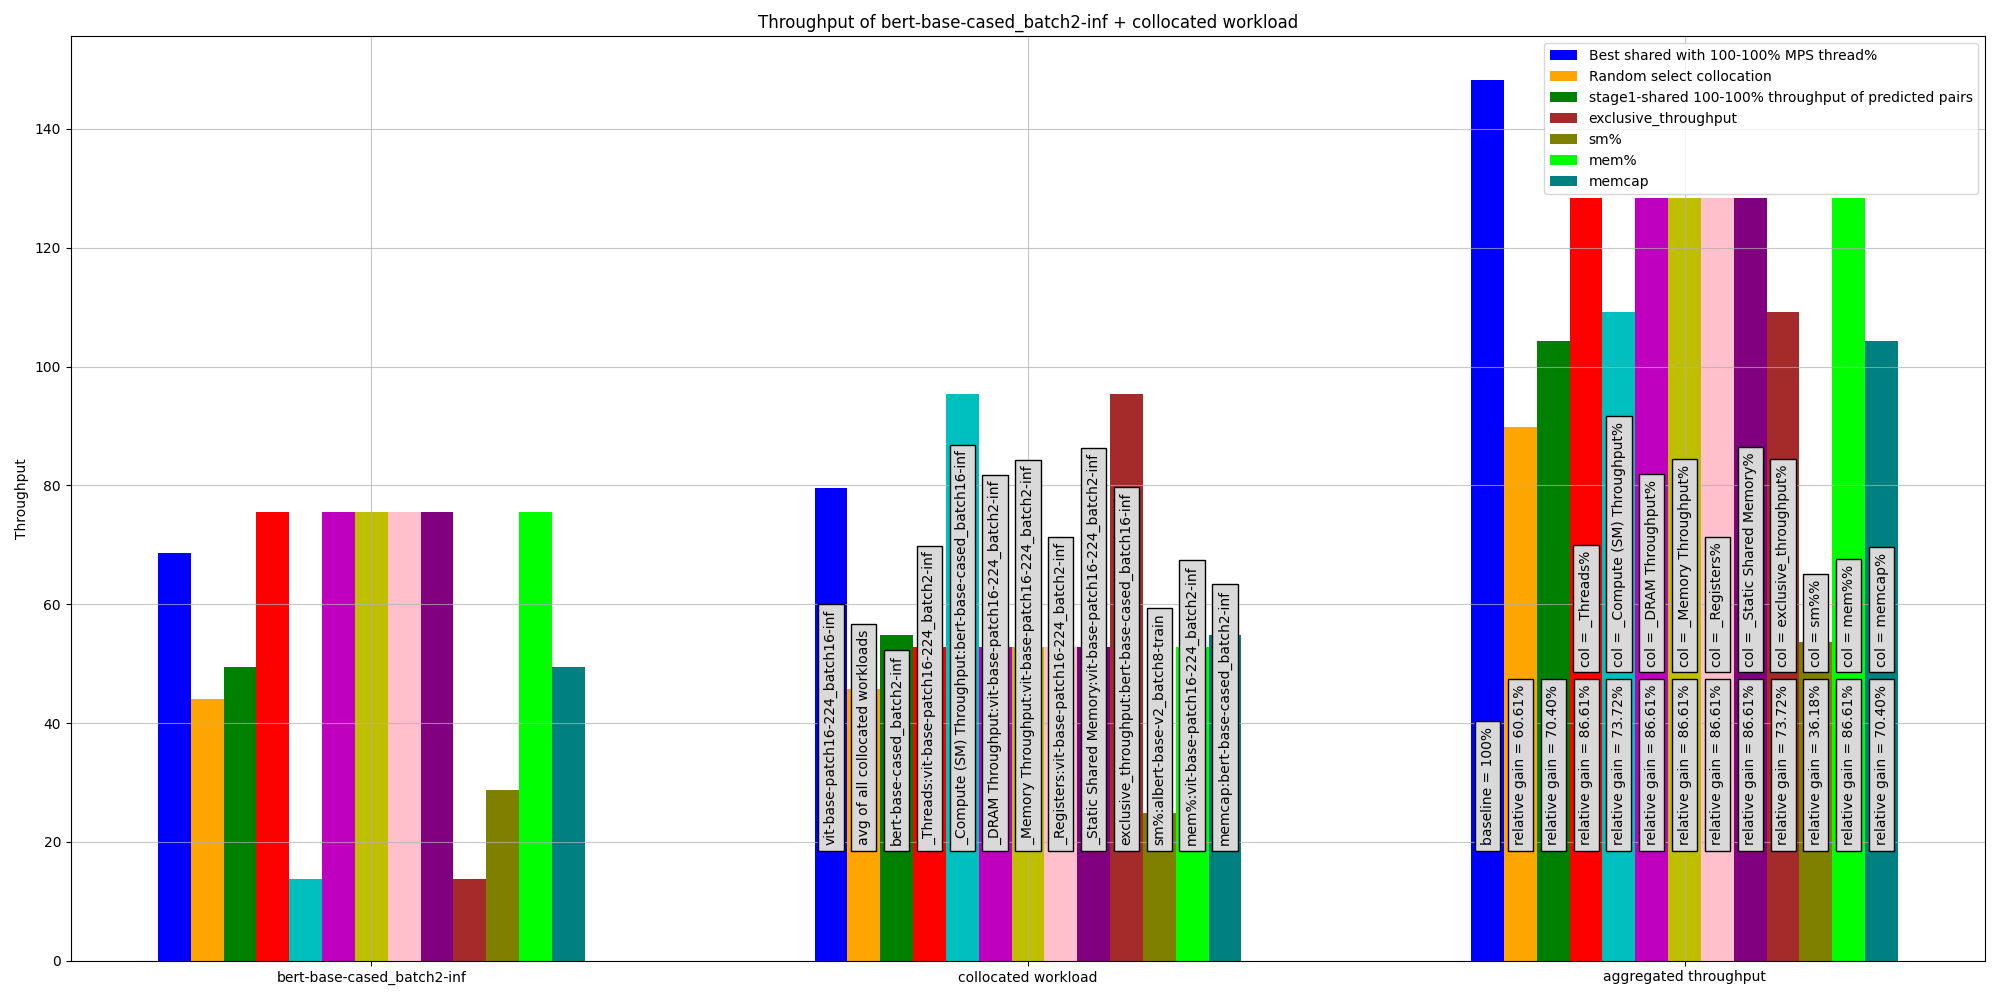 Throughput of bert-base-cased_batch2-inf + collocated workload
Best shared with 100-100% MPS thread%
Random select collocation
stage1-shared 100-100% throughput of predicted pairs
exclusive_throughput
sm%
mem%
memcap
Throughput
140
120
100
80
60
40
20
0
vit-base-patch16-224_batch16-inf
avg of all collocated workloads
bert-base-cased_batch2-inf
_Threads:vit-base-patch16-224_batch2-inf
_Compute (SM) Throughput:bert-base-cased_batch16-inf
_DRAM Throughput:vit-base-patch16-224_batch2-inf
_Memory Throughput:vit-base-patch16-224_batch2-inf
_Registers:vit-base-patch16-224_batch2-inf
_Static Shared Memory:vit-base-patch16-224_batch2-inf
exclusive_throughput:bert-base-cased_batch16-inf
sm%:albert-base-v2_batch8-train
mem%:vit-base-patch16-224_batch2-inf
memcap:bert-base-cased_batch2-inf
col = _Threads%
col = _Compute (SM) Throughput%
col = _DRAM Throughput%
col = _Memory Throughput%
col = _Registers%
col = _Static Shared Memory%
col = exclusive_throughput%
col = sm%%
col = mem%%
col = memcap%
baseline = 100%
relative gain = 60.61%
relative gain = 70.40%
relative gain = 86.61%
relative gain = 73.72%
relative gain = 86.61%
relative gain = 86.61%
relative gain = 86.61%
relative gain = 86.61%
relative gain = 73.72%
relative gain = 36.18%
relative gain = 86.61%
relative gain = 70.40%
bert-base-cased_batch2-inf
collocated workload
aggregated throughput